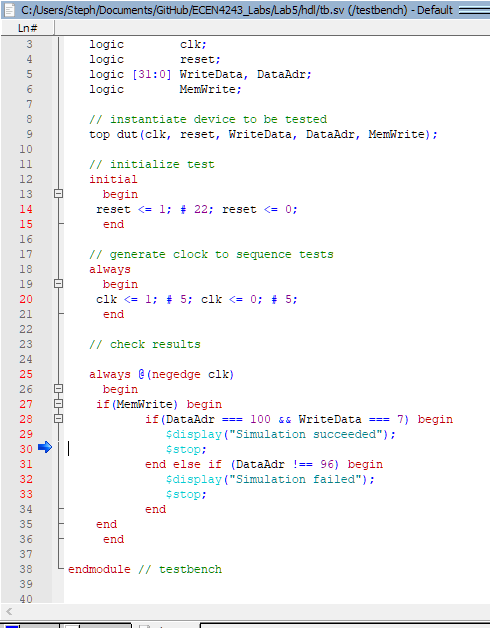 C:/Users/Steph/Documents/GitHub/ECEN4243_Labs/Lab5/hdl/tb.sv (/testbench) - Default
Ln#
3 logic clk;
4 logic reset;
5 logic [31:0] WriteData, DataAdr;
6 logic MemWrite;
7
8 // instantiate device to be tested
9 top dut(clk, reset, WriteData, DataAdr, MemWrite);
10
11 // initialize test
12 initial
13 begin
14 reset <= 1; # 22; reset <= 0;
15 end
16
17 // generate clock to sequence tests
18 always
19 begin
20 clk <= 1; # 5; clk <= 0; # 5;
21 end
22
23 // check results
24
25 always @(negedge clk)
26 begin
27 if(MemWrite) begin
28 if(DataAdr === 100 && WriteData === 7) begin
29 $display("Simulation succeeded");
30 $stop;
31 end else if (DataAdr !== 96) begin
32 $display("Simulation failed");
33 $stop;
34 end
35 end
36 end
37
38 endmodule // testbench
39
40